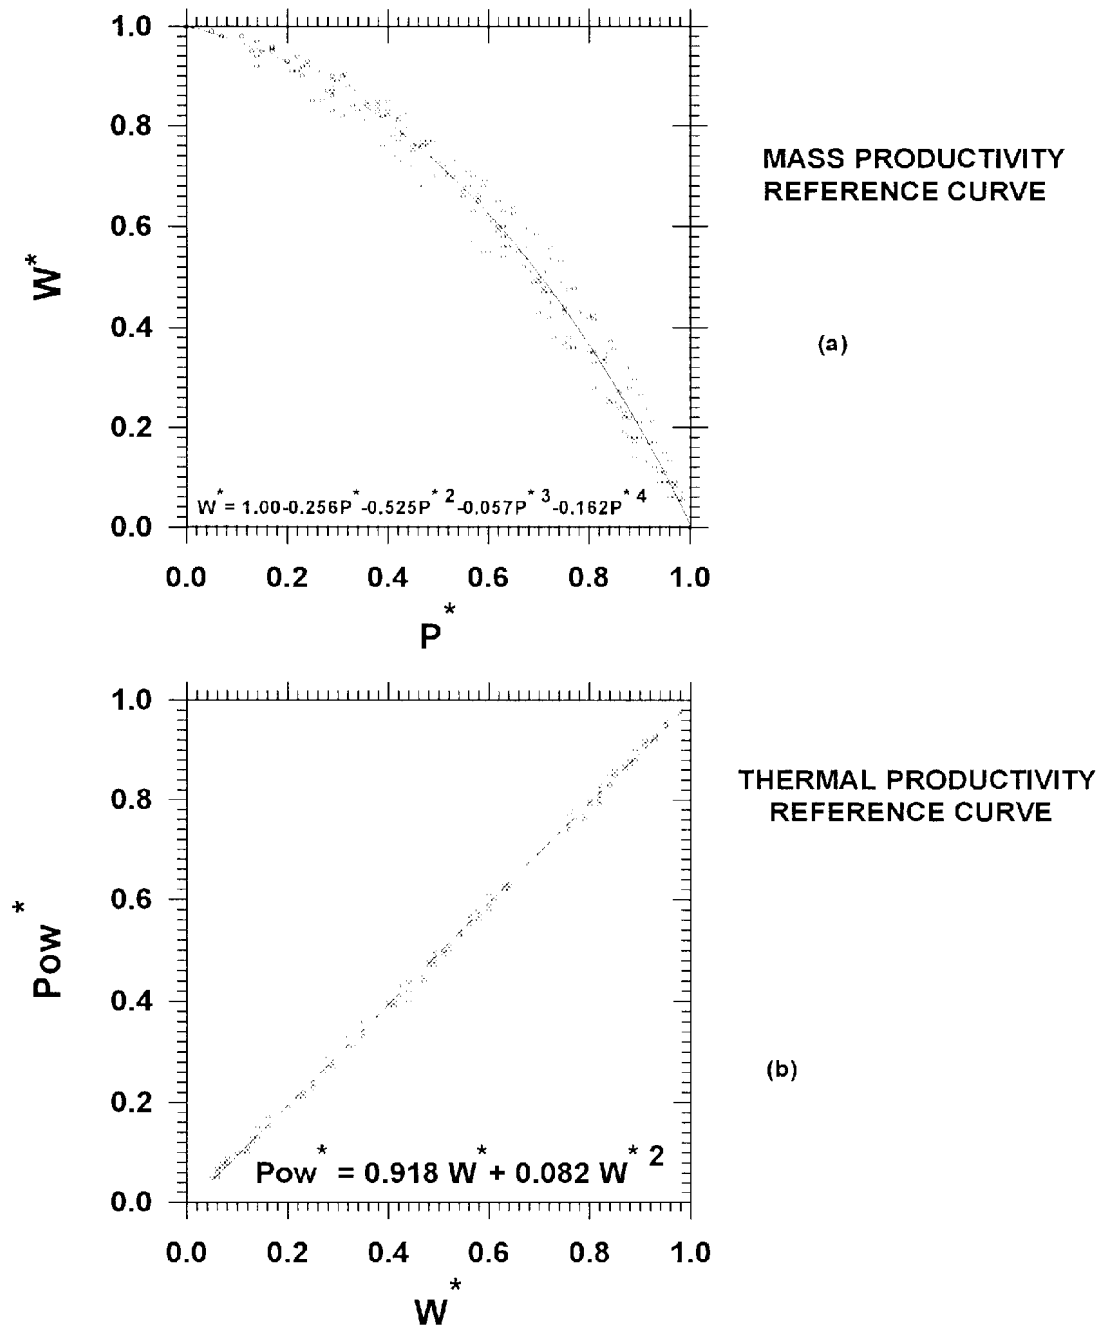 1.0
0.8
0.6
0.4
0.2
0.0
W*
W* = 1.00-0.256P* -0.525P* 2 -0.057P* 3 -0.162P* 4
0.0 0.2 0.4 0.6 0.8 1.0
P*
MASS PRODUCTIVITY
REFERENCE CURVE
(a)
1.0
0.8
0.6
0.4
0.2
0.0
Pow*
Pow* = 0.918 W* + 0.082 W* 2
0.0 0.2 0.4 0.6 0.8 1.0
W*
THERMAL PRODUCTIVITY
REFERENCE CURVE
(b)